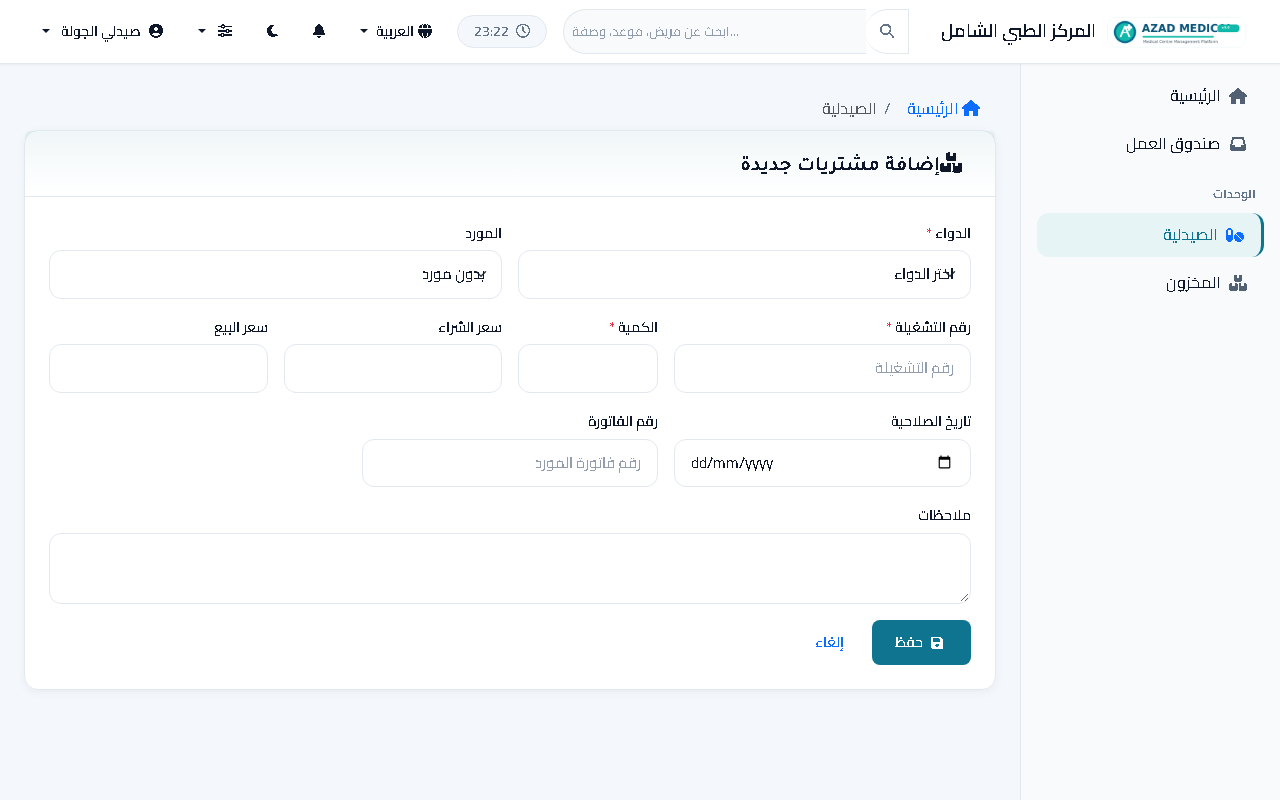 AZAD MEDIC
Medical Centre Management Platform
المركز الطبي الشامل
ابحث عن مريض، موعد، وصفة...
23:22
العربية
صيدلي الجولة
الرئيسية
صندوق العمل
الوحدات
الصيدلية
المخزون
الرئيسية / الصيدلية
إضافة مشتريات جديدة
الدواء *
المورد
اختر الدواء
بدون مورد
رقم التشغيلة *
الكمية *
سعر الشراء
سعر البيع
رقم التشغيلة
تاريخ الصلاحية
رقم الفاتورة
dd/mm/yyyy
رقم فاتورة المورد
ملاحظات
حفظ
إلغاء